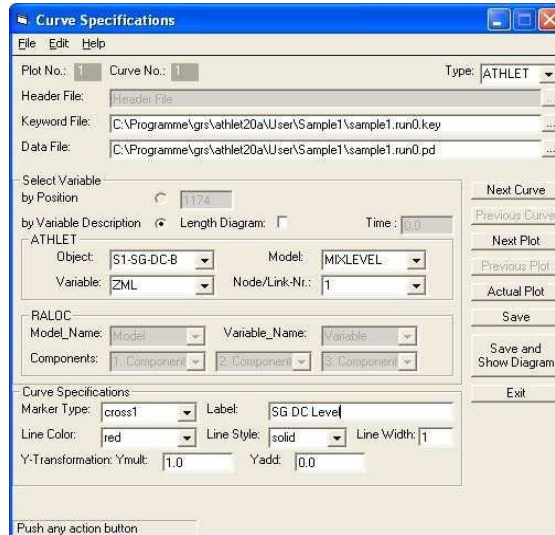 Curve Specifications
File Edit Help
Plot No.: 1 Curve No.: 1 Type: ATHLET
Header File: Header File ...
Keyword File: C:\Programme\grs\athlet20a\User\Sample1\sample1.run0.key ...
Data File: C:\Programme\grs\athlet20a\User\Sample1\sample1.run0.pd ...
Select Variable
by Position 1174
by Variable Description Length Diagram: Time : 0.0
ATHLET
Object: S1-SG-DC-B Model: MIXLEVEL
Variable: ZML Node/Link-Nr.: 1
RALOC
Model_Name: Model Variable_Name: Variable
Components: 1. Component 2. Component 3. Component
Curve Specifications
Marker Type: cross1 Label: SG DC Level
Line Color: red Line Style: solid Line Width: 1
Y-Transformation: Ymult: 1.0 Yadd: 0.0
Next Curve
Previous Curve
Next Plot
Previous Plot
Actual Plot
Save
Save and
Show Diagram
Exit
Push any action button